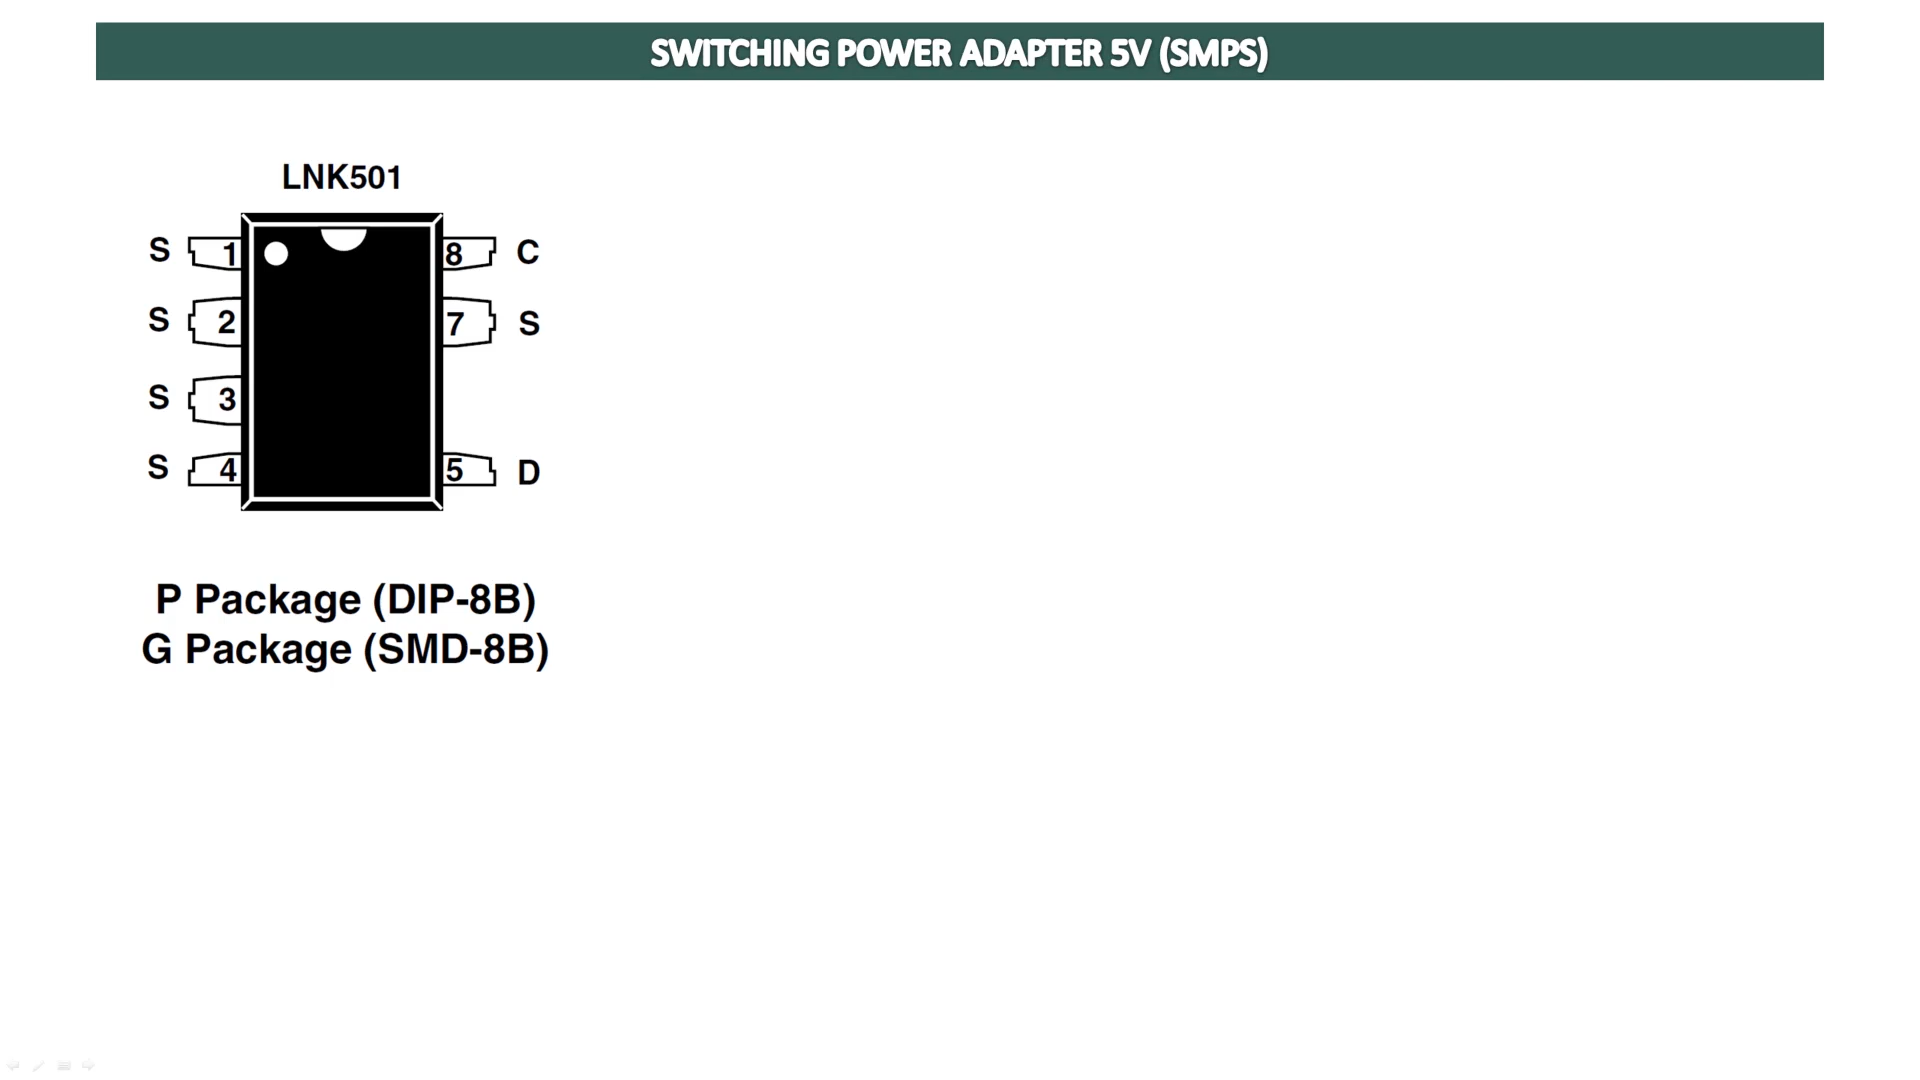 SWITCHING POWER ADAPTER 5V (SMPS)
LNK501
S 1 8 C
S 2 7 S
S 3
S 4 5 D
P Package (DIP-8B)
G Package (SMD-8B)